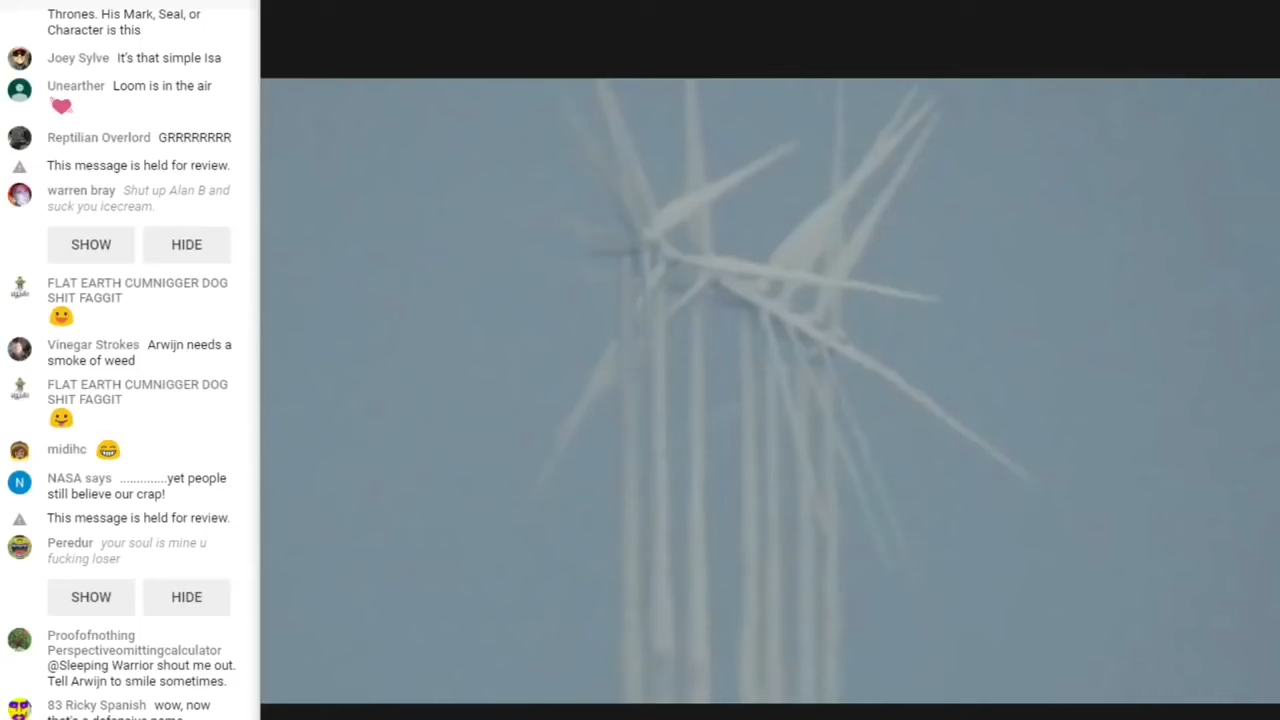 Thrones. His Mark, Seal, or
Character is this
Joey Sylve It's that simple Isa
Unearther Loom is in the air
Reptilian Overlord GRRRRRRRR
This message is held for review.
warren bray Shut up Alan B and
suck you icecream.
SHOW HIDE
FLAT EARTH CUMNIGGER DOG
SHIT FAGGIT
Vinegar Strokes Arwijn needs a
smoke of weed
FLAT EARTH CUMNIGGER DOG
SHIT FAGGIT
midihc
N NASA says ..............yet people
still believe our crap!
This message is held for review.
Peredur your soul is mine u
fucking loser
SHOW HIDE
Proofofnothing
Perspectiveomittingcalculator
@Sleeping Warrior shout me out.
Tell Arwijn to smile sometimes.
83 Ricky Spanish wow, now
that's a defensive name